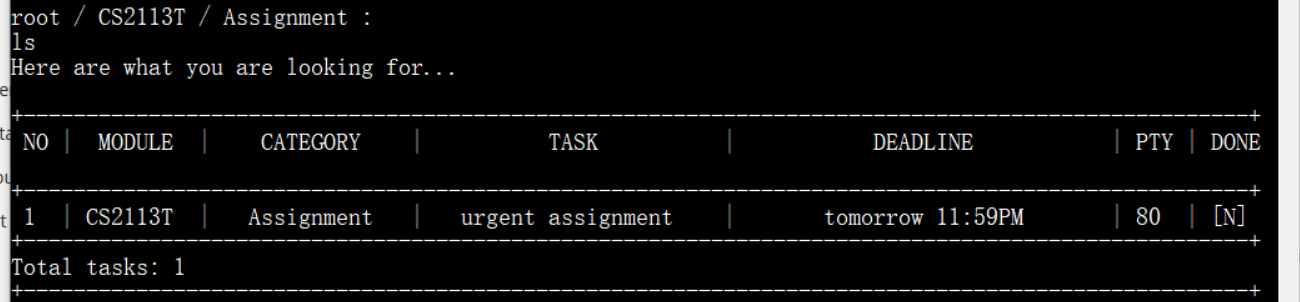 root / CS2113T / Assignment :
ls
Here are what you are looking for...
NO | MODULE | CATEGORY | TASK | DEADLINE | PTY | DONE
1 | CS2113T | Assignment | urgent assignment | tomorrow 11:59PM | 80 | [N]
Total tasks: 1